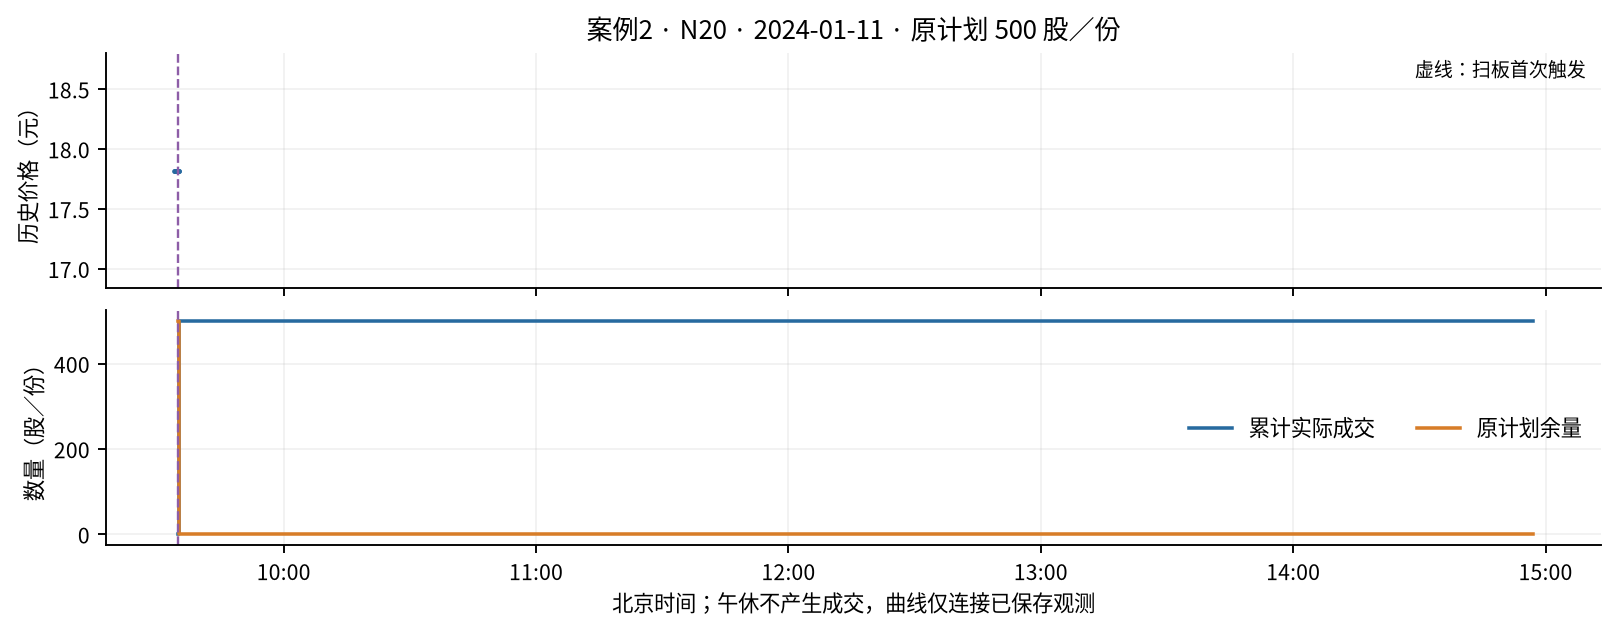 案例2 · N20 · 2024-01-11 · 原计划 500 股／份
虚线：扫板首次触发
历史价格（元）
18.5
18.0
17.5
17.0
数量（股／份）
400
200
0
累计实际成交
原计划余量
10:00
11:00
12:00
13:00
14:00
15:00
北京时间；午休不产生成交，曲线仅连接已保存观测